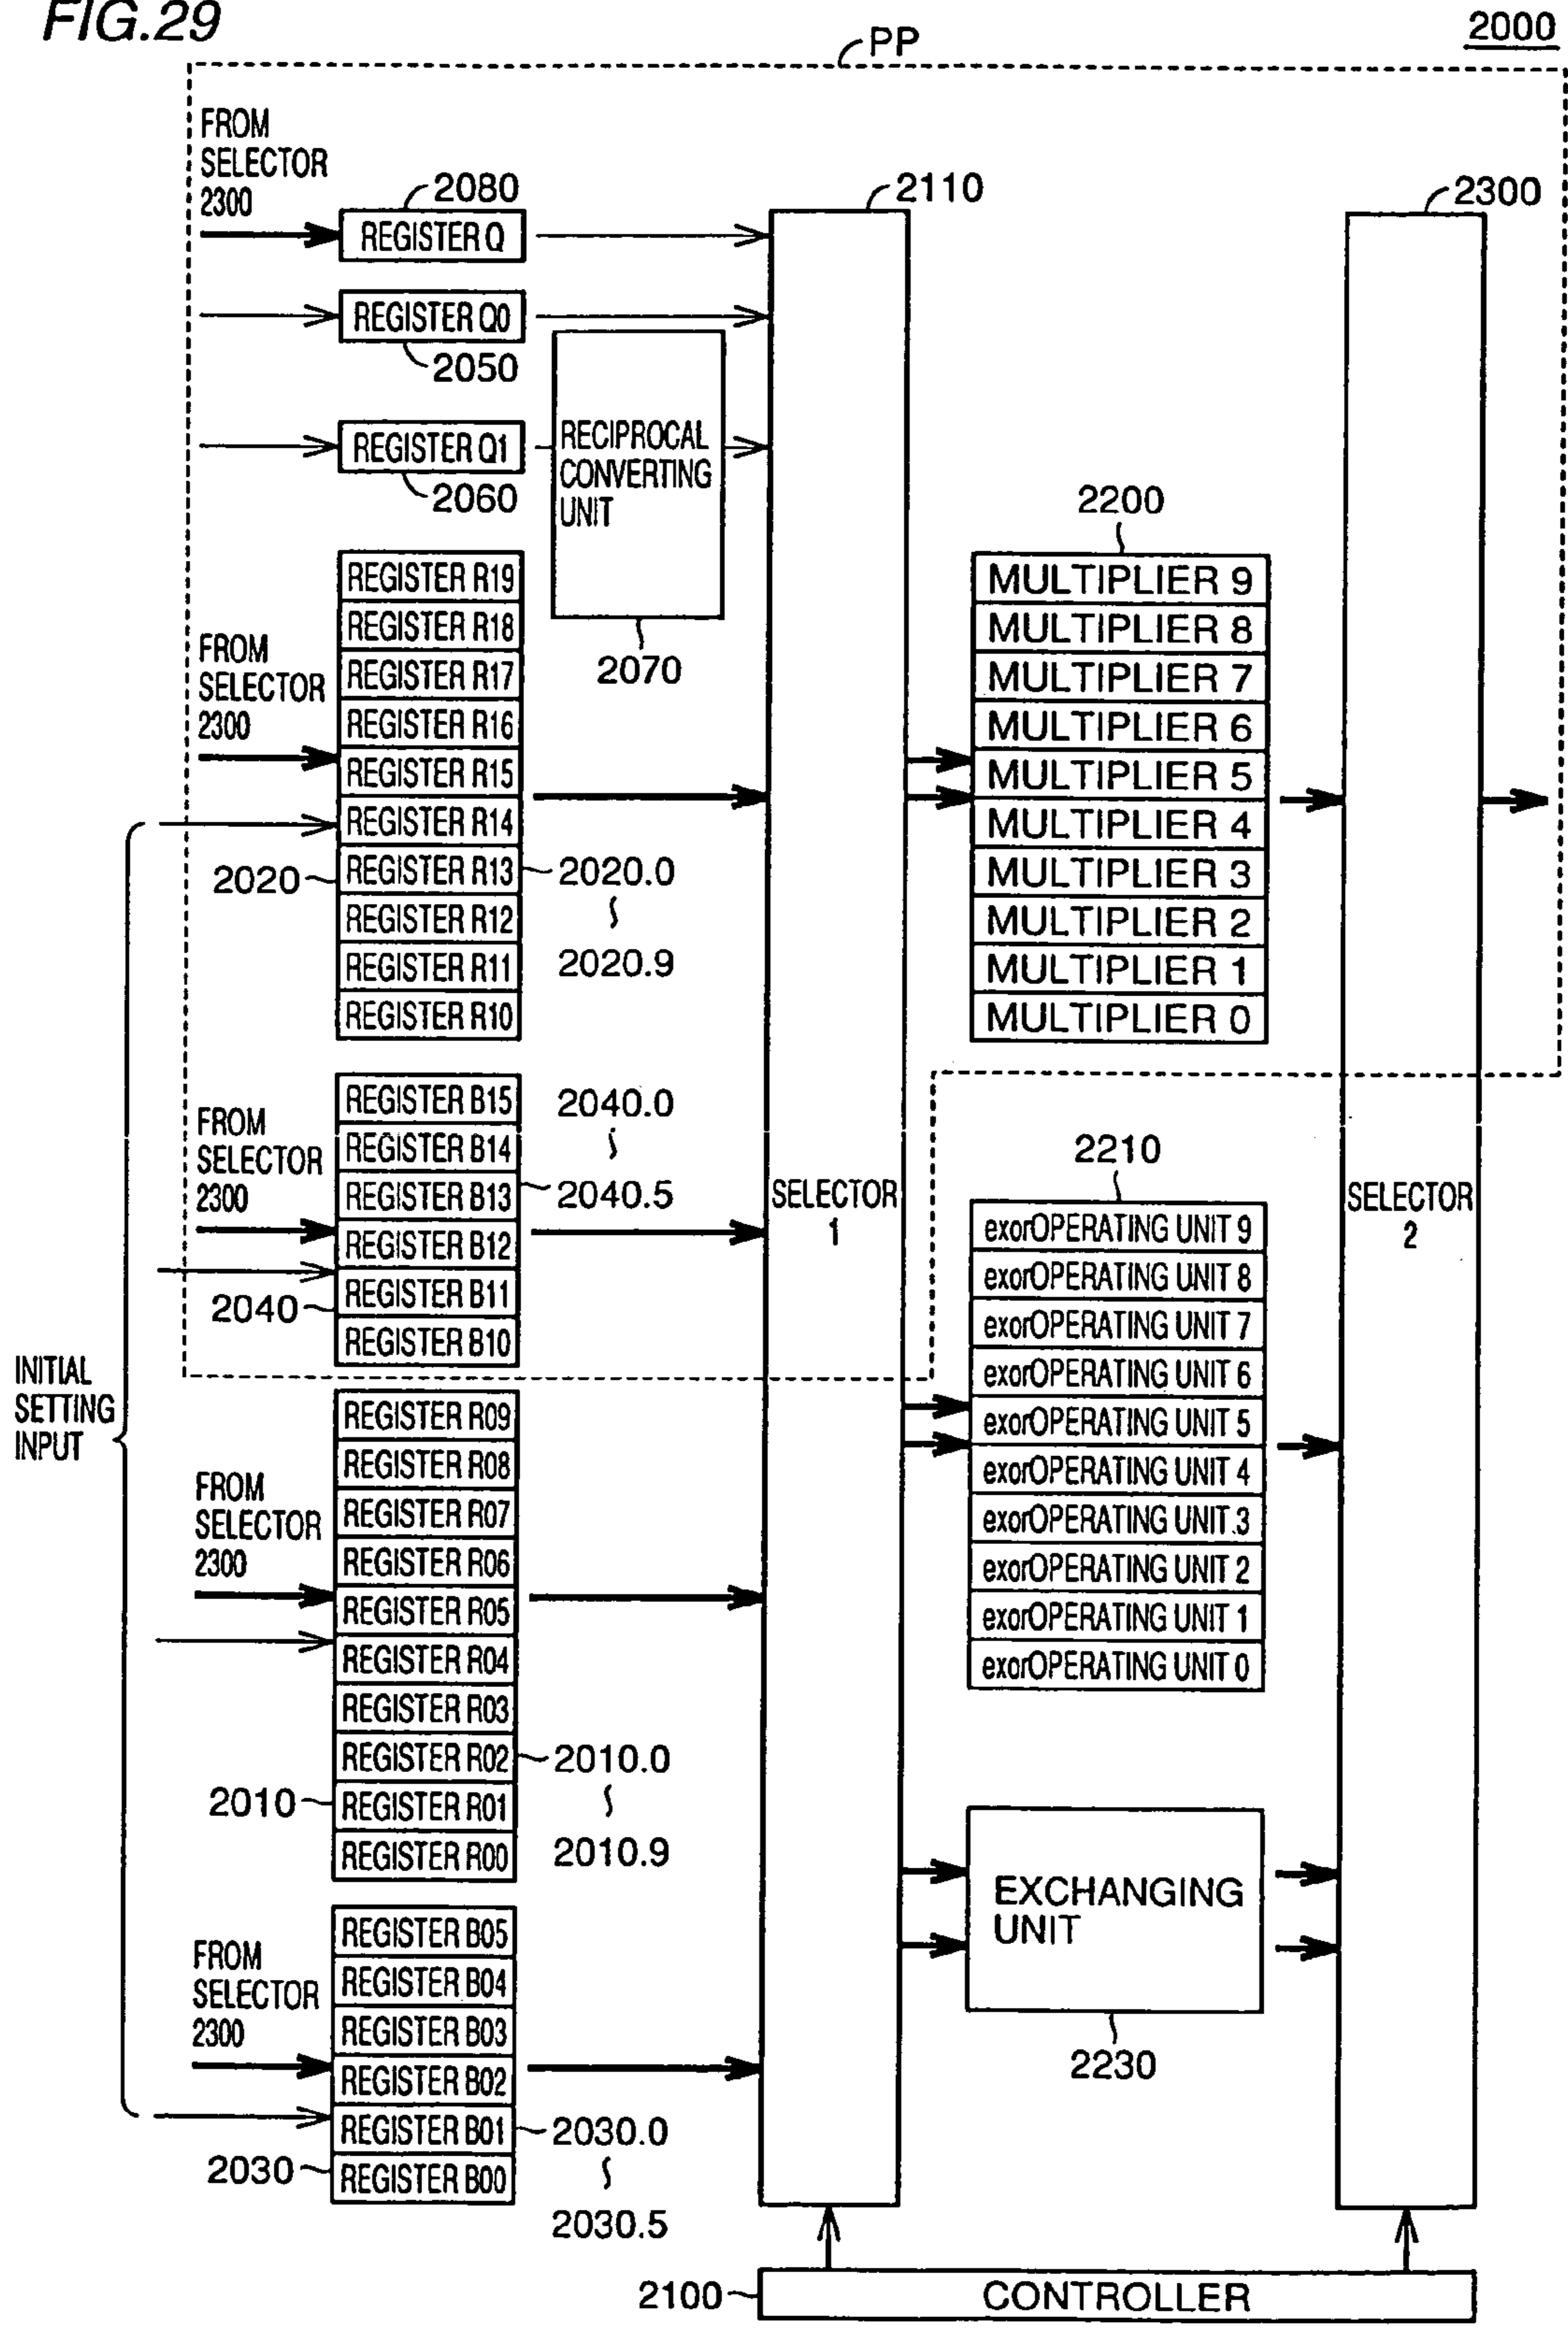 FIG.29
2000
PP
FROM
SELECTOR
2300
2080
REGISTER Q
REGISTER Q0
2050
REGISTER Q1
2060
RECIPROCAL
CONVERTING
UNIT
2070
2110
2300
REGISTER R19
REGISTER R18
REGISTER R17
REGISTER R16
REGISTER R15
REGISTER R14
REGISTER R13
REGISTER R12
REGISTER R11
REGISTER R10
FROM
SELECTOR
2300
2020
2020.0
2020.9
2200
MULTIPLIER 9
MULTIPLIER 8
MULTIPLIER 7
MULTIPLIER 6
MULTIPLIER 5
MULTIPLIER 4
MULTIPLIER 3
MULTIPLIER 2
MULTIPLIER 1
MULTIPLIER 0
REGISTER B15
REGISTER B14
REGISTER B13
REGISTER B12
REGISTER B11
REGISTER B10
FROM
SELECTOR
2300
2040
2040.0
2040.5
SELECTOR
1
SELECTOR
2
2210
exorOPERATING UNIT 9
exorOPERATING UNIT 8
exorOPERATING UNIT 7
exorOPERATING UNIT 6
exorOPERATING UNIT 5
exorOPERATING UNIT 4
exorOPERATING UNIT 3
exorOPERATING UNIT 2
exorOPERATING UNIT 1
exorOPERATING UNIT 0
INITIAL
SETTING
INPUT
REGISTER R09
REGISTER R08
REGISTER R07
REGISTER R06
REGISTER R05
REGISTER R04
REGISTER R03
REGISTER R02
REGISTER R01
REGISTER R00
FROM
SELECTOR
2300
2010
2010.0
2010.9
EXCHANGING
UNIT
2230
REGISTER B05
REGISTER B04
REGISTER B03
REGISTER B02
REGISTER B01
REGISTER B00
FROM
SELECTOR
2300
2030
2030.0
2030.5
2100
CONTROLLER